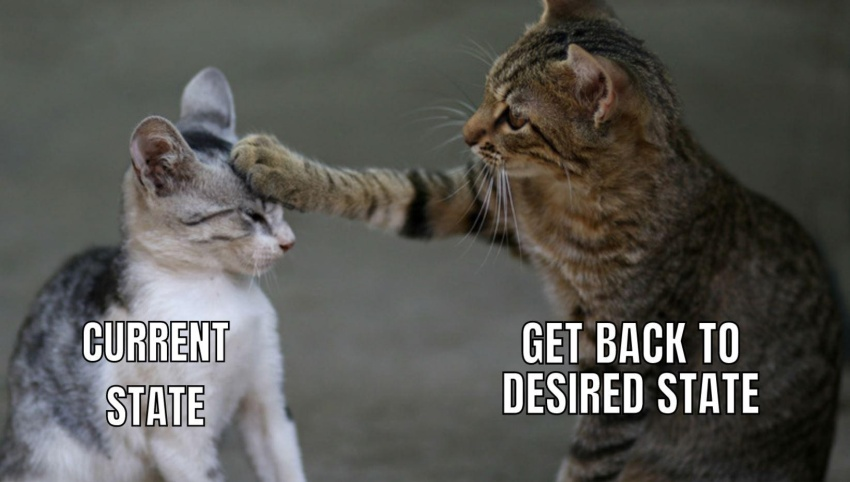 CURRENT
STATE
GET BACK TO
DESIRED STATE